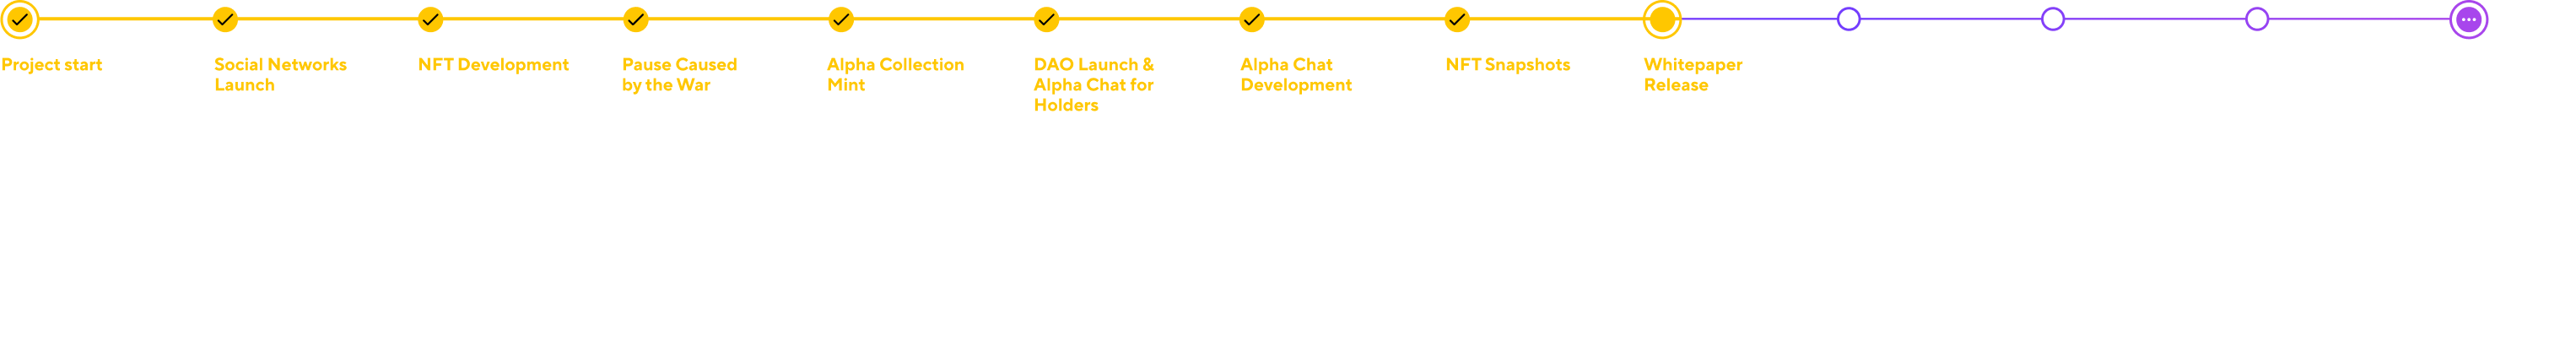 Project start
Social Networks
Launch
NFT Development
Pause Caused
by the War
Alpha Collection
Mint
DAO Launch &
Alpha Chat for
Holders
Alpha Chat
Development
NFT Snapshots
Whitepaper
Release